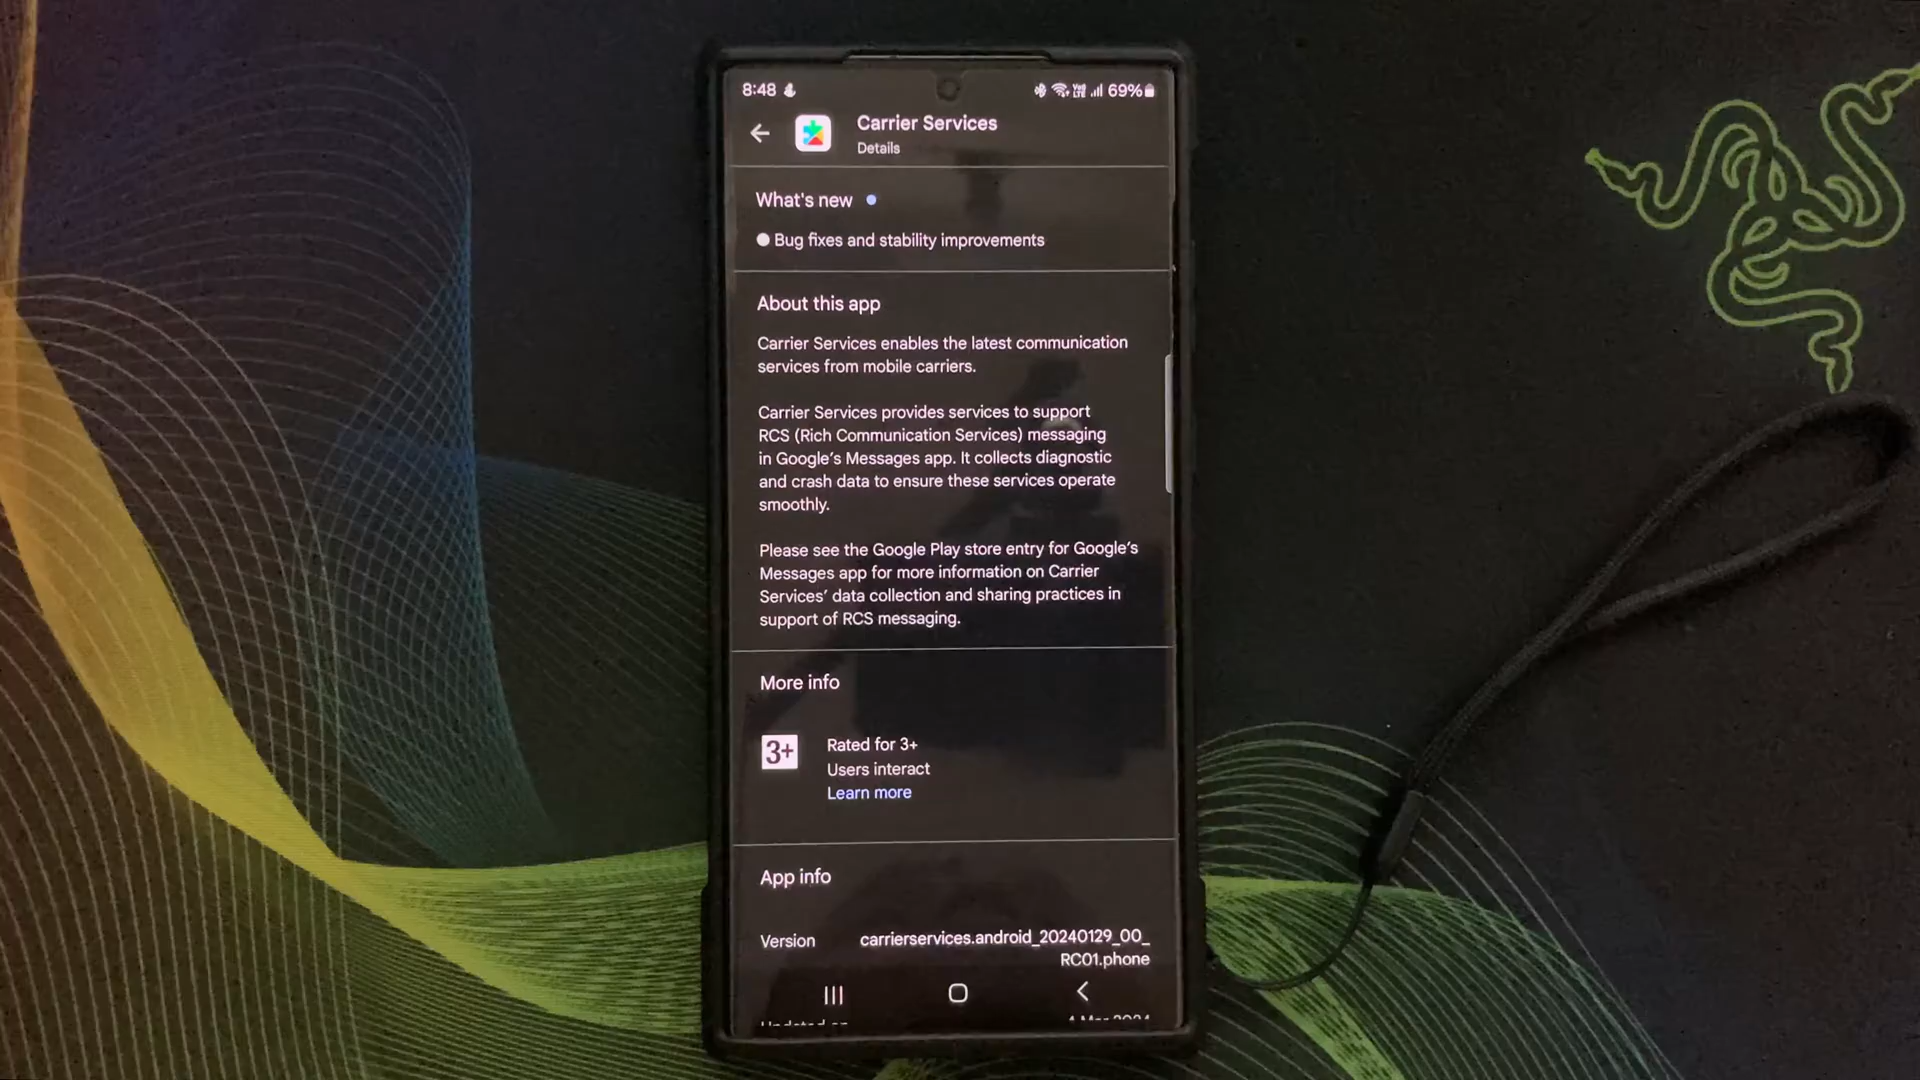 8:48
69%
Carrier Services
Details
What's new
Bug fixes and stability improvements
About this app
Carrier Services enables the latest communication
services from mobile carriers.
Carrier Services provides services to support
RCS (Rich Communication Services) messaging
in Google's Messages app. It collects diagnostic
and crash data to ensure these services operate
smoothly.
Please see the Google Play store entry for Google's
Messages app for more information on Carrier
Services' data collection and sharing practices in
support of RCS messaging.
More info
3+
Rated for 3+
Users interact
Learn more
App info
Version
carrierservices.android_20240129_00_
RC01.phone